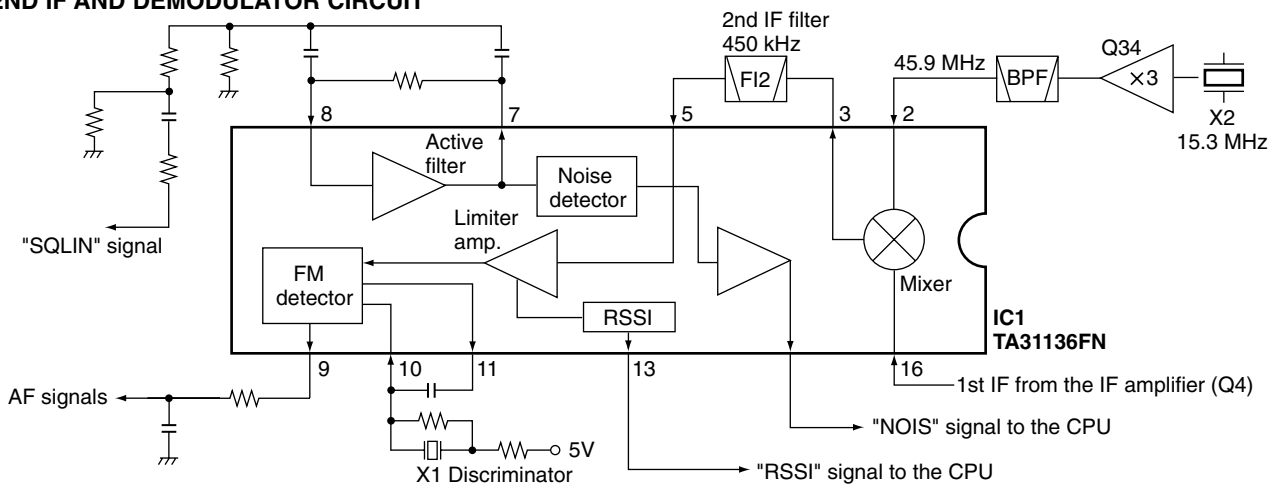 2ND IF AND DEMODULATOR CIRCUIT
2nd IF filter
450 kHz
FI2
45.9 MHz
BPF
Q34
×3
X2
15.3 MHz
8
7
5
3
2
Active
filter
Noise
detector
Limiter
amp.
"SQLIN" signal
FM
detector
RSSI
Mixer
IC1
TA31136FN
9
10
11
13
16
AF signals
1st IF from the IF amplifier (Q4)
"NOIS" signal to the CPU
5V
X1 Discriminator
"RSSI" signal to the CPU